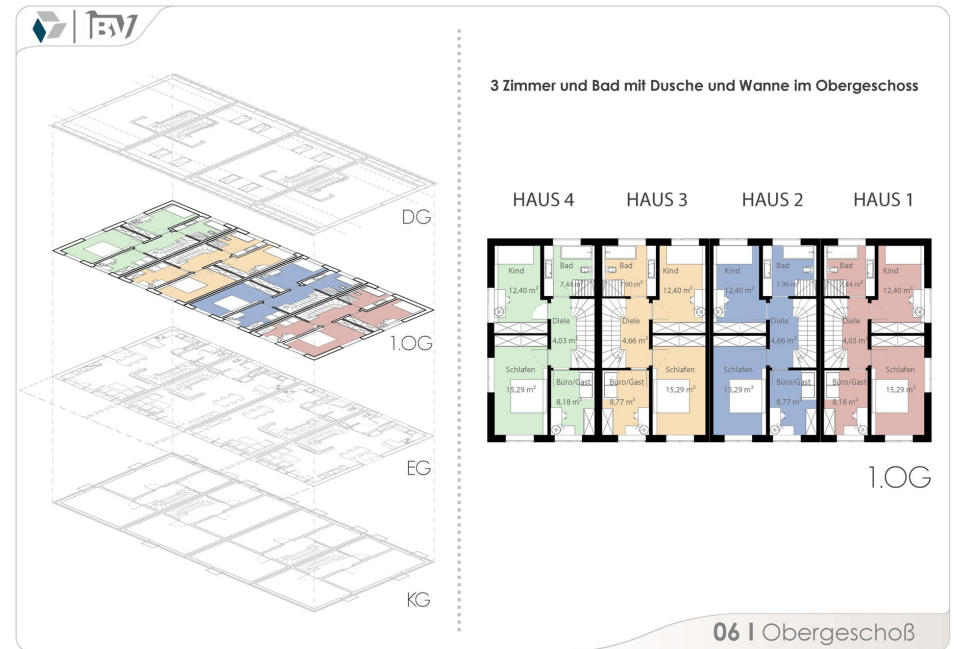 IBV
3 Zimmer und Bad mit Dusche und Wanne im Obergeschoss
DG
1.OG
EG
KG
HAUS 4 HAUS 3 HAUS 2 HAUS 1
Kind Bad Bad Kind Kind Bad Bad Kind
12,40 m² 7,44 m² 7,90 m² 12,40 m² 12,40 m² 7,90 m² 7,44 m² 12,40 m²
Diele Diele Diele Diele
4,03 m² 4,66 m² 4,66 m² 4,03 m²
Schlafen Büro/Gast Büro/Gast Schlafen Schlafen Büro/Gast Büro/Gast Schlafen
15,29 m² 8,18 m² 8,77 m² 15,29 m² 15,29 m² 8,77 m² 8,18 m² 15,29 m²
1.OG
06 I Obergeschoß